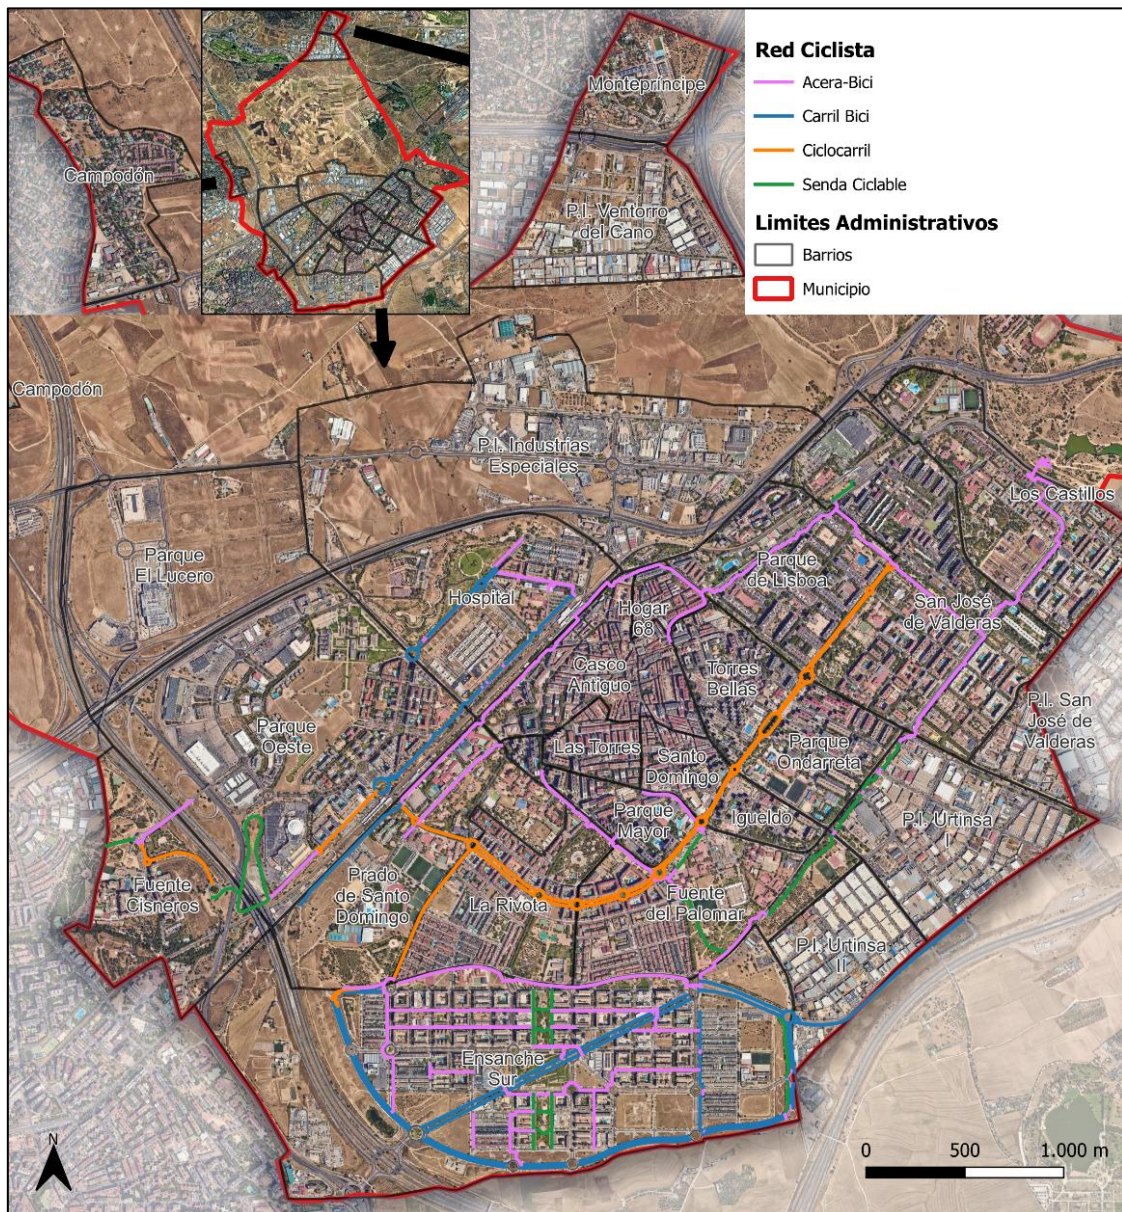 Montepríncipe
Campodón
P.I. Ventorro
del Cano
Red Ciclista
Acera-Bici
Carril Bici
Ciclocarril
Senda Ciclable
Limites Administrativos
Barrios
Municipio
Campodón
P.I. Industrias
Especiales
Los Castillos
Parque
El Lucero
Parque
de Lisboa
Hospital
Hogar
68
San José
de Valderas
Casco
Antiguo
Torres
Bellas
P.I. San
José de
Valderas
Parque
Oeste
Las Torres
Santo
Domingo
Parque
Ondarreta
Parque
Mayor
Igueldo
P.I. Urtinsa
I
Fuente
Cisneros
Prado
de Santo
Domingo
La Rivota
Fuente
del Palomar
P.I. Urtinsa
II
Ensanche
Sur
N
0 500 1.000 m